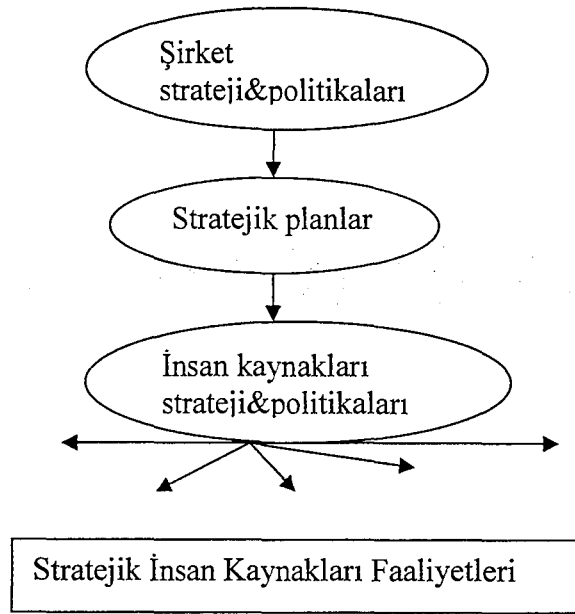 Şirket
strateji&politikaları
Stratejik planlar
İnsan kaynakları
strateji&politikaları
Stratejik İnsan Kaynakları Faaliyetleri